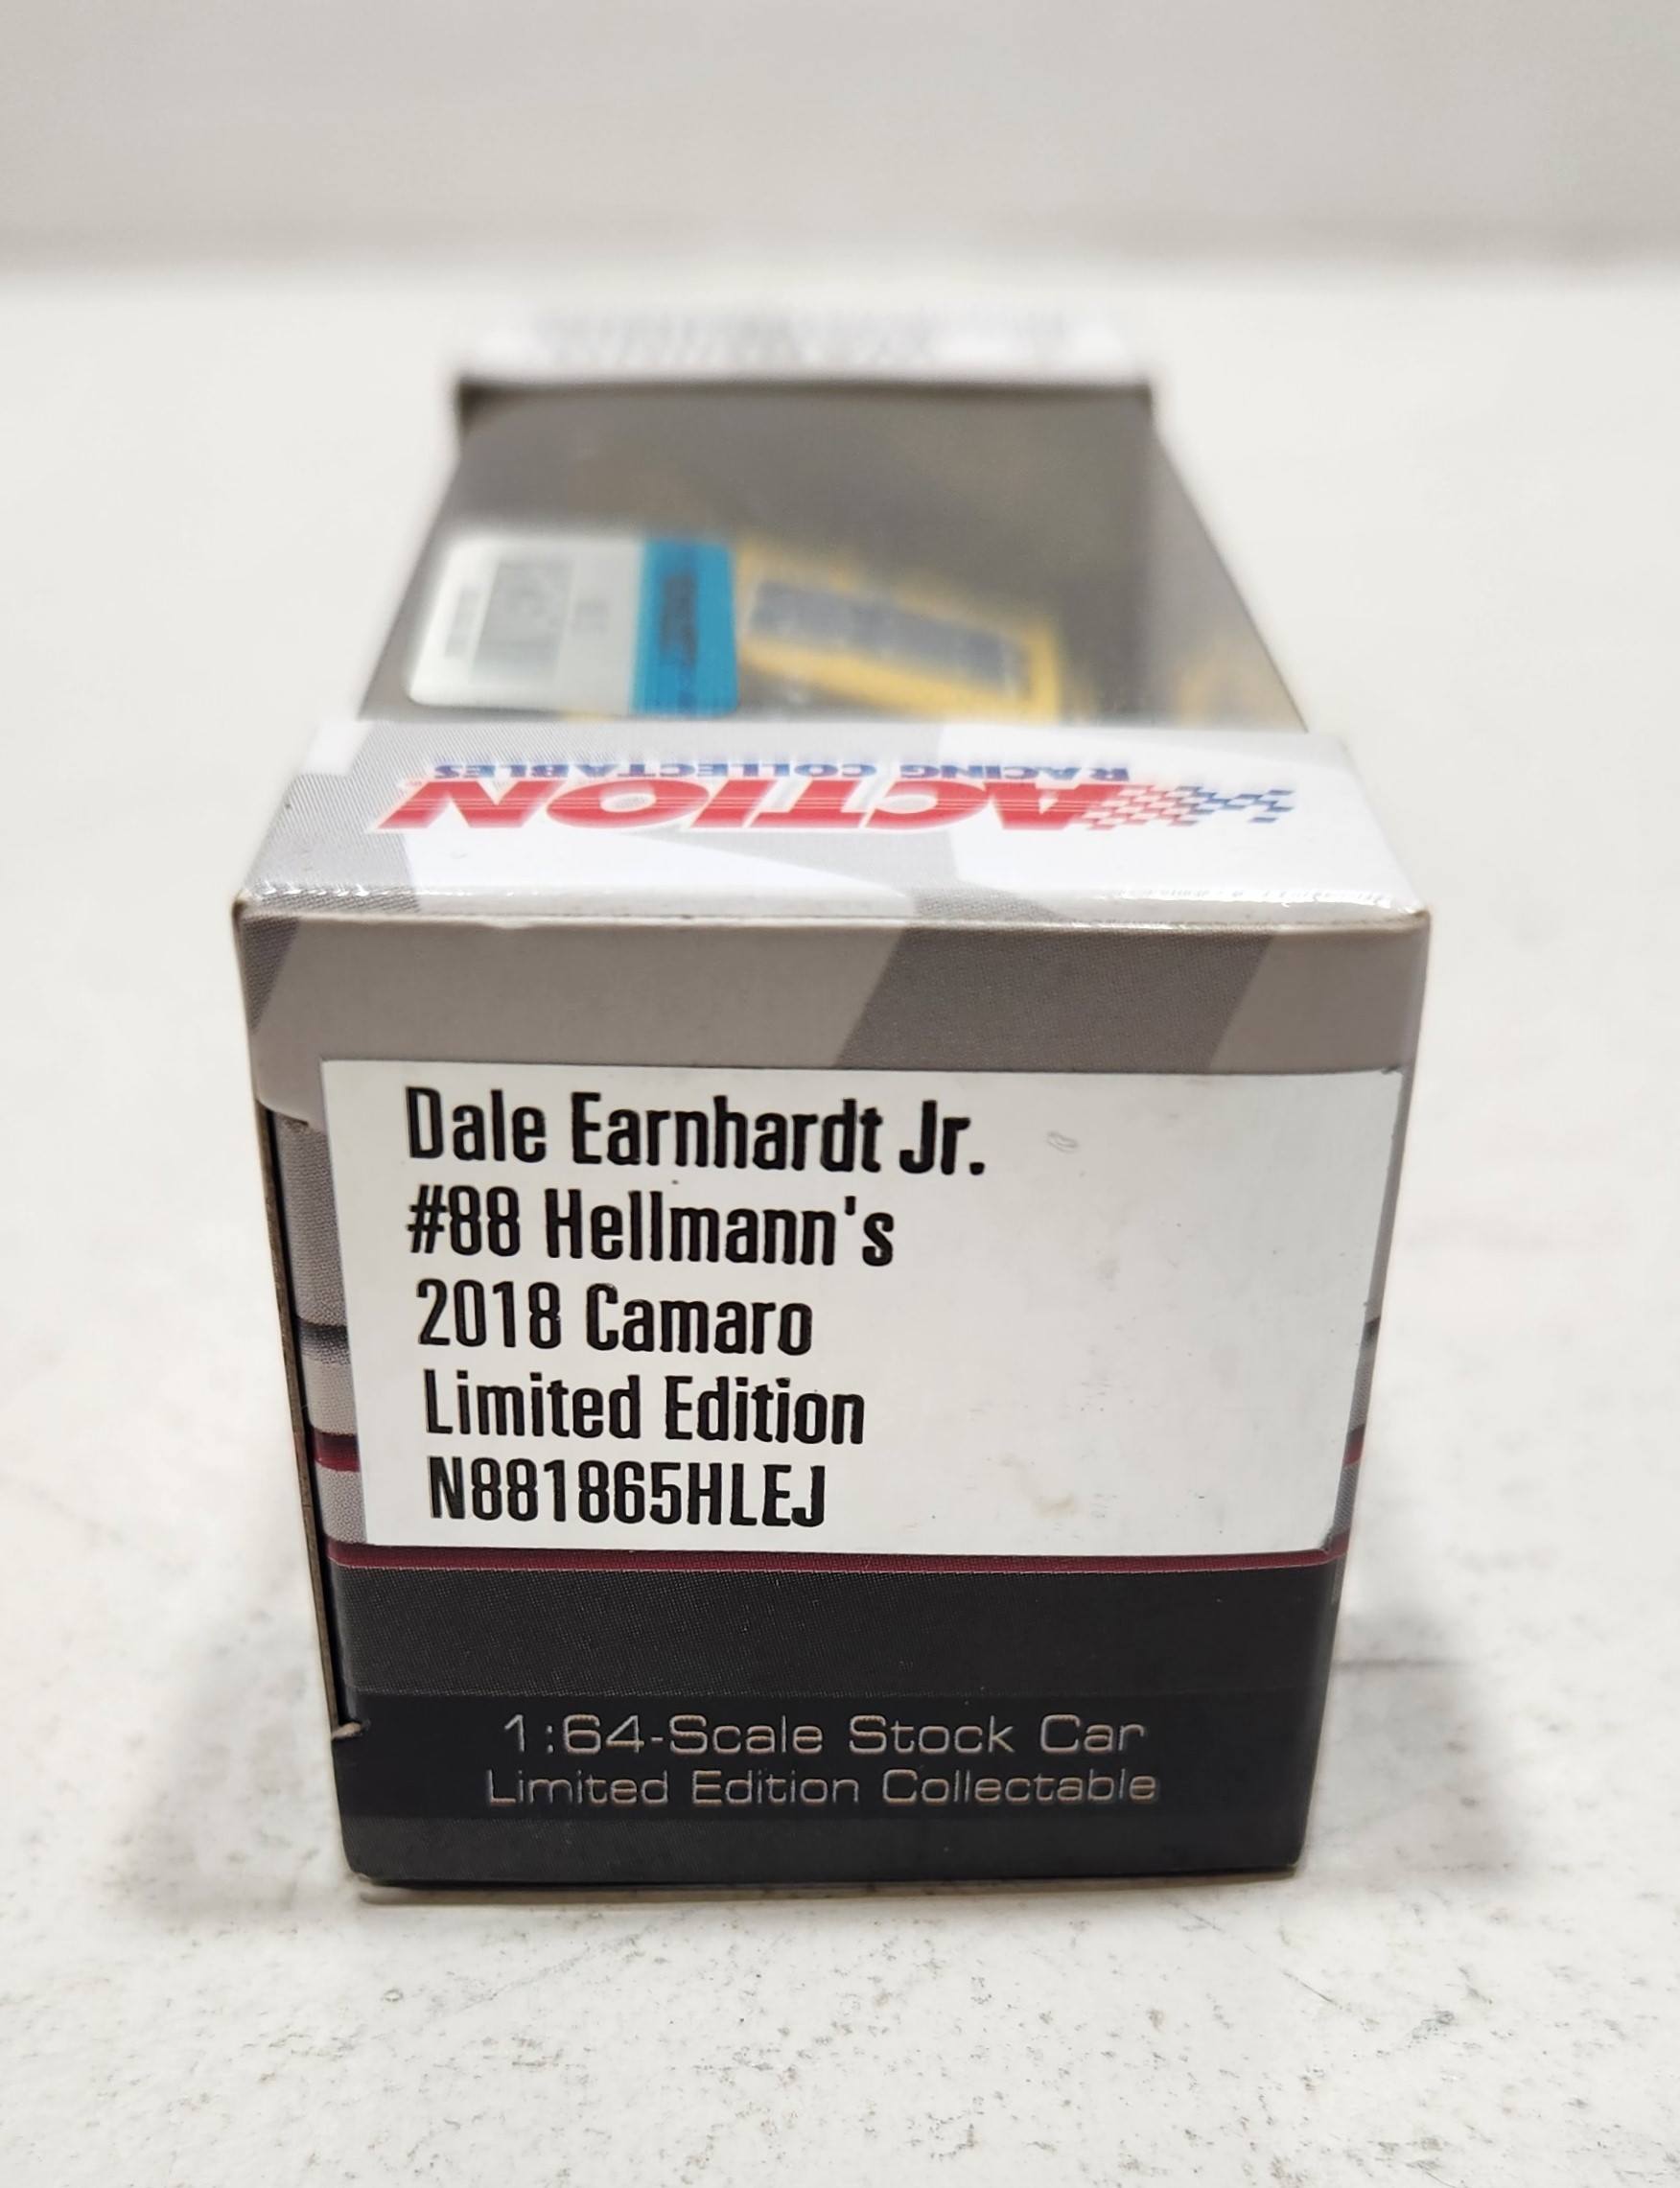 RACING COLLECTABLES
ACTION
Dale Earnhardt Jr.
#88 Hellmann's
2018 Camaro
Limited Edition
N881865HLEJ
1:64-Scale Stock Car
Limited Edition Collectable